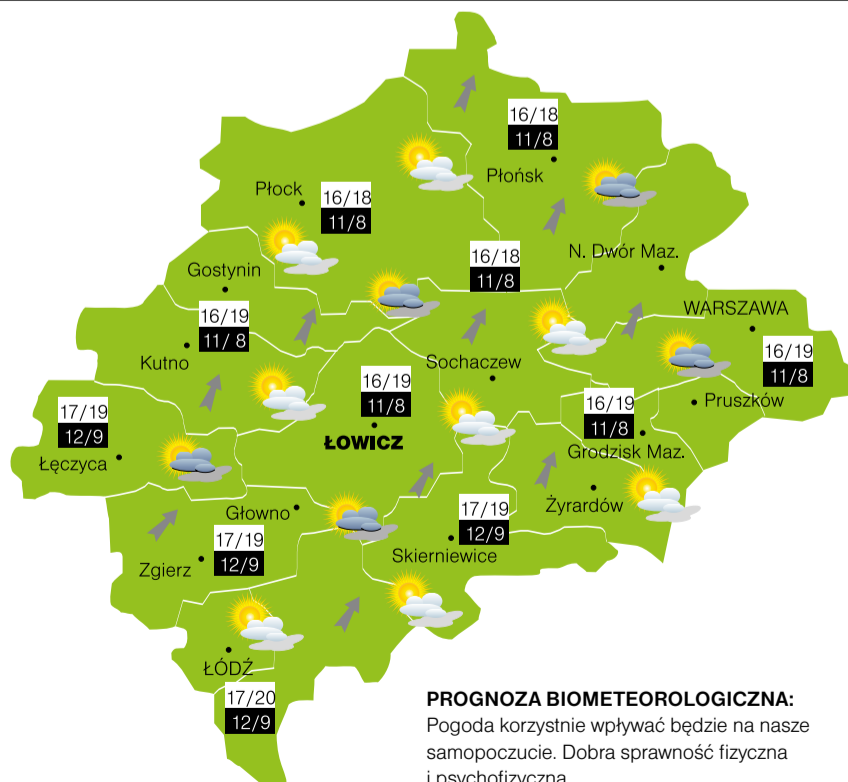 16/18
11/8
Płońsk
Płock
16/18
11/8
N. Dwór Maz.
16/18
11/8
Gostynin
WARSZAWA
16/19
11/ 8
Kutno
16/19
11/8
Sochaczew
16/19
11/8
ŁOWICZ
Pruszków
16/19
11/8
Grodzisk Maz.
17/19
12/9
Łęczyca
Żyrardów
Głowno
17/19
12/9
Skierniewice
17/19
12/9
Zgierz
ŁÓDŹ
17/20
12/9
PROGNOZA BIOMETEOROLOGICZNA:
Pogoda korzystnie wpływać będzie na nasze
samopoczucie. Dobra sprawność fizyczna
i psychofizyczna